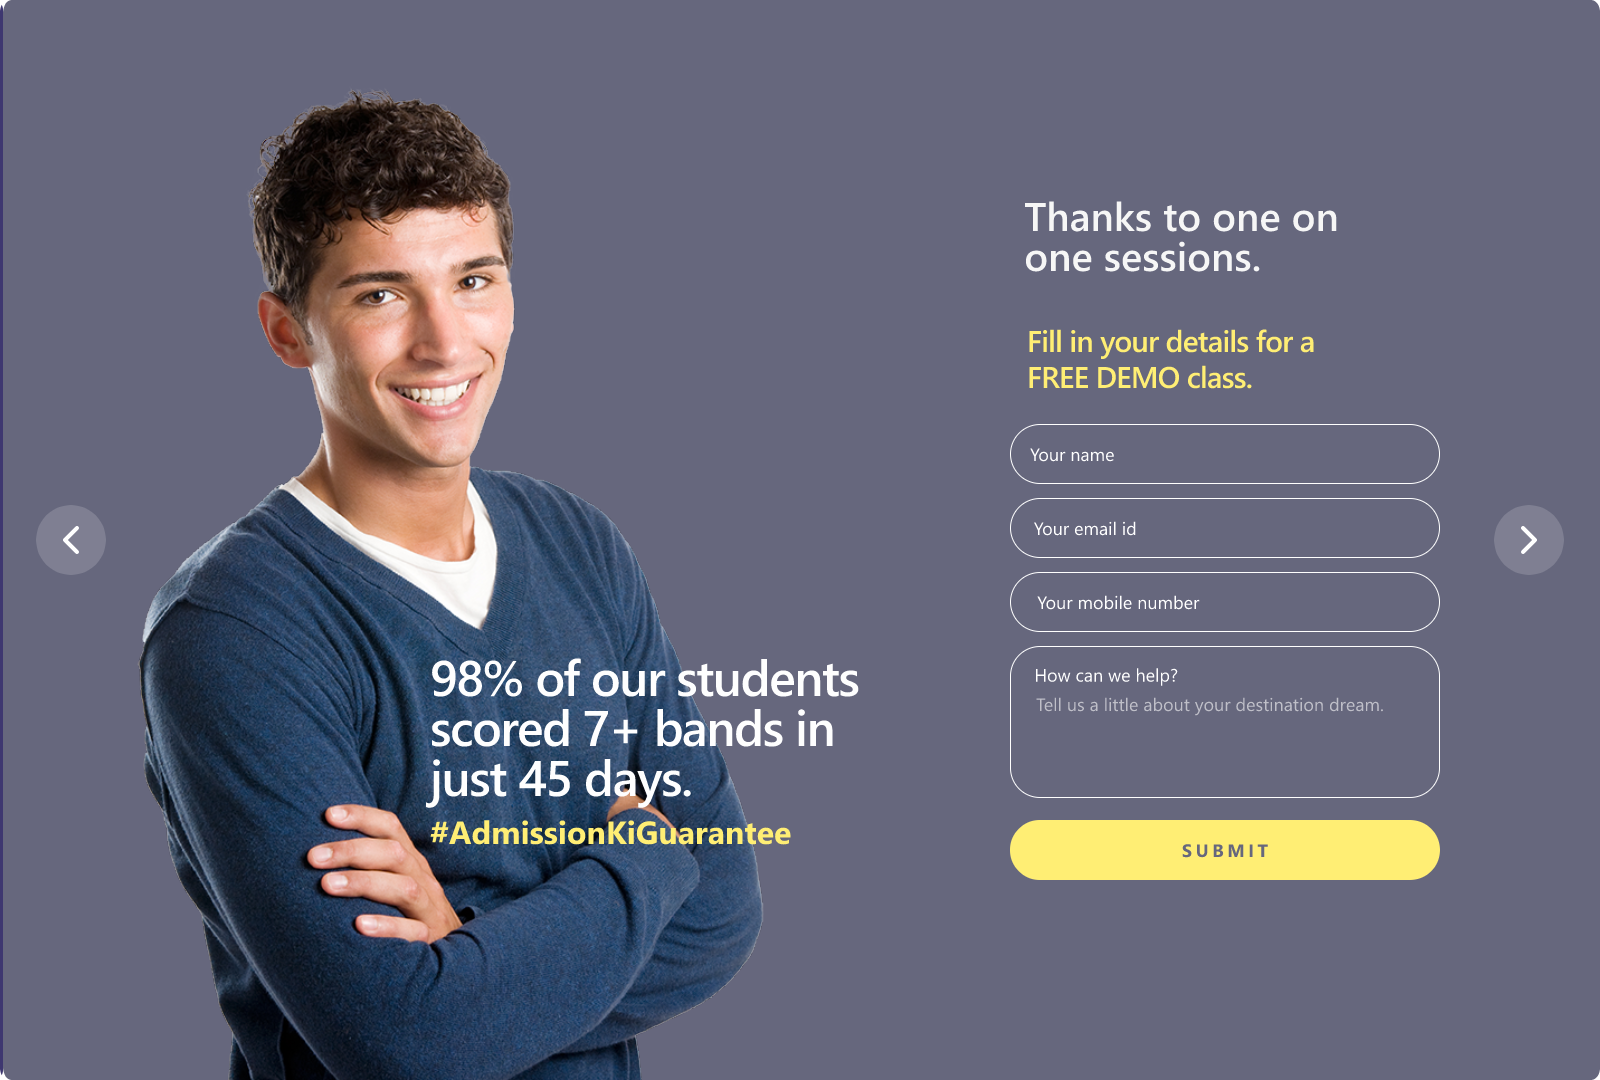 98% of our students
scored 7+ bands in
just 45 days.
#AdmissionKiGuarantee
Thanks to one on
one sessions.
Fill in your details for a
FREE DEMO class.
Your name
Your email id
Your mobile number
How can we help?
Tell us a little about your destination dream.
SUBMIT